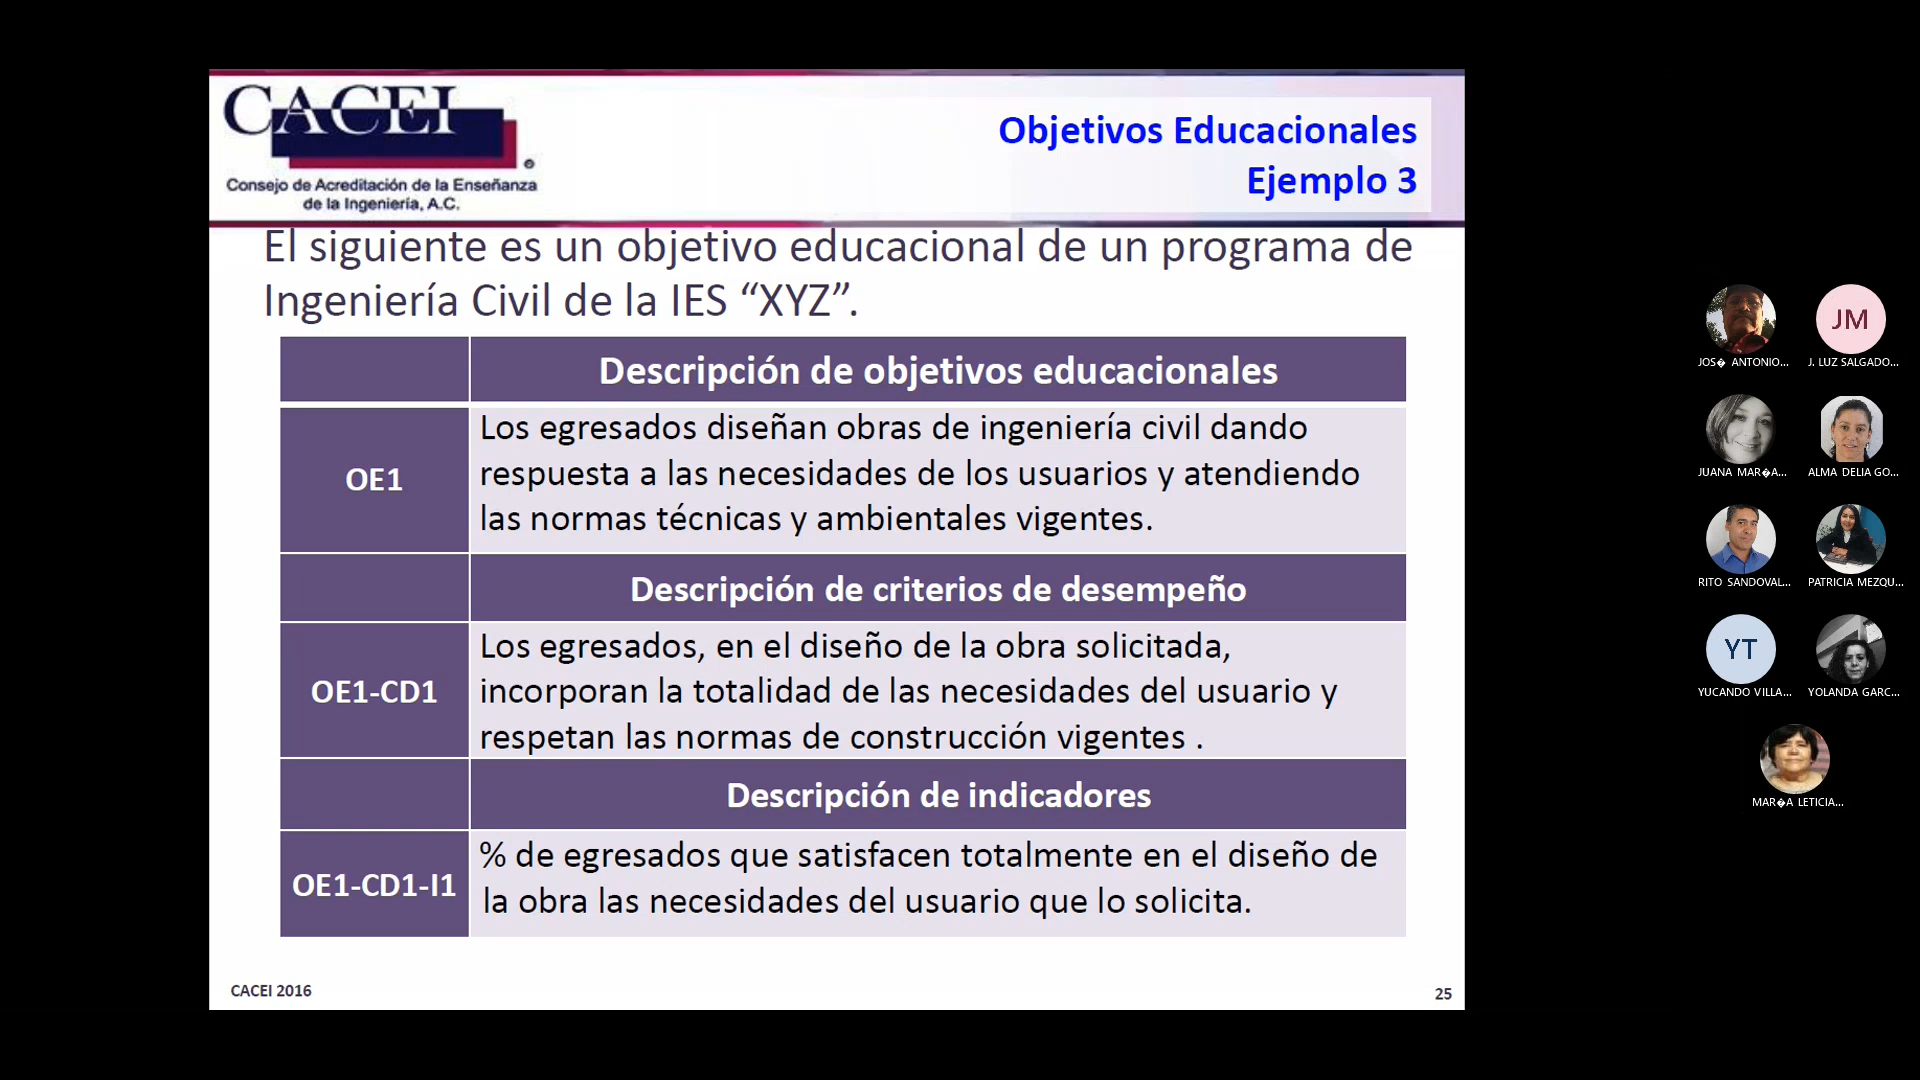 CACEI
Consejo de Acreditación de la Enseñanza
de la Ingeniería, A.C.
Objetivos Educacionales
Ejemplo 3
El siguiente es un objetivo educacional de un programa de
Ingeniería Civil de la IES “XYZ”.
Descripción de objetivos educacionales
OE1
Los egresados diseñan obras de ingeniería civil dando
respuesta a las necesidades de los usuarios y atendiendo
las normas técnicas y ambientales vigentes.
Descripción de criterios de desempeño
OE1-CD1
Los egresados, en el diseño de la obra solicitada,
incorporan la totalidad de las necesidades del usuario y
respetan las normas de construcción vigentes .
Descripción de indicadores
OE1-CD1-I1
% de egresados que satisfacen totalmente en el diseño de
la obra las necesidades del usuario que lo solicita.
CACEI 2016
25
JM
JOS� ANTONIO...
J. LUZ SALGADO...
JUANA MAR�A...
ALMA DELIA GO...
RITO SANDOVAL...
PATRICIA MEZQU...
YT
YUCANDO VILLA...
YOLANDA GARC...
MAR�A LETICIA...